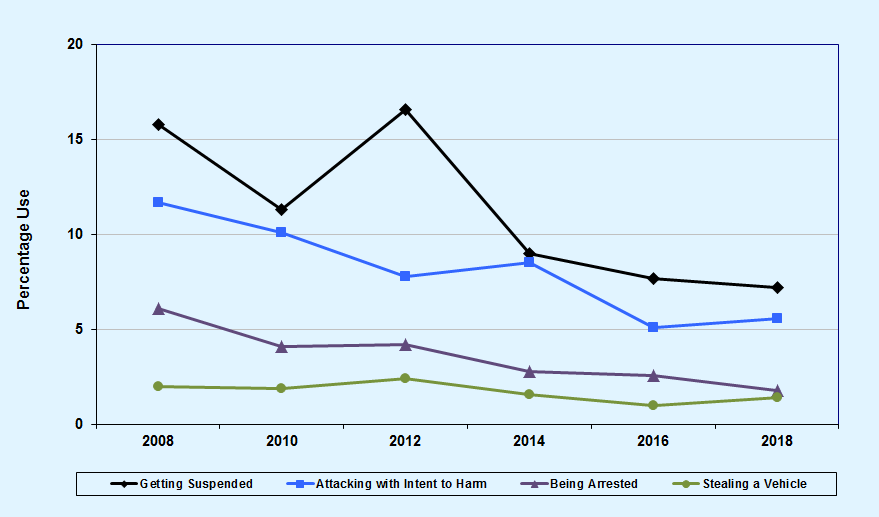 20
15
10
5
0
Percentage Use
2008 2010 2012 2014 2016 2018
Getting Suspended Attacking with Intent to Harm Being Arrested Stealing a Vehicle